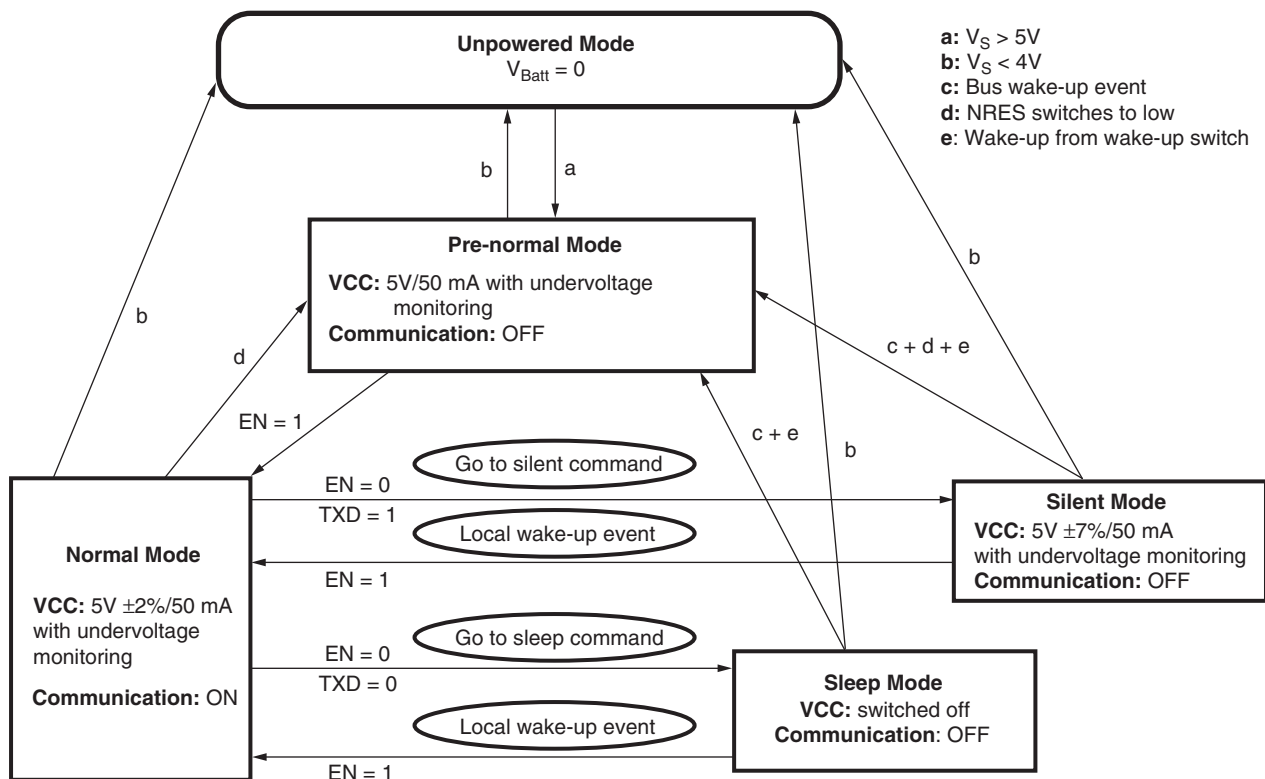 Unpowered Mode
V_Batt = 0
a: V_S > 5V
b: V_S < 4V
c: Bus wake-up event
d: NRES switches to low
e: Wake-up from wake-up switch
b
a
Pre-normal Mode
VCC: 5V/50 mA with undervoltage
monitoring
Communication: OFF
b
b
d
c + d + e
EN = 1
c + e
b
Go to silent command
EN = 0
TXD = 1
Local wake-up event
EN = 1
Silent Mode
VCC: 5V ±7%/50 mA
with undervoltage monitoring
Communication: OFF
Normal Mode
VCC: 5V ±2%/50 mA
with undervoltage
monitoring
Communication: ON
Go to sleep command
EN = 0
TXD = 0
Local wake-up event
EN = 1
Sleep Mode
VCC: switched off
Communication: OFF